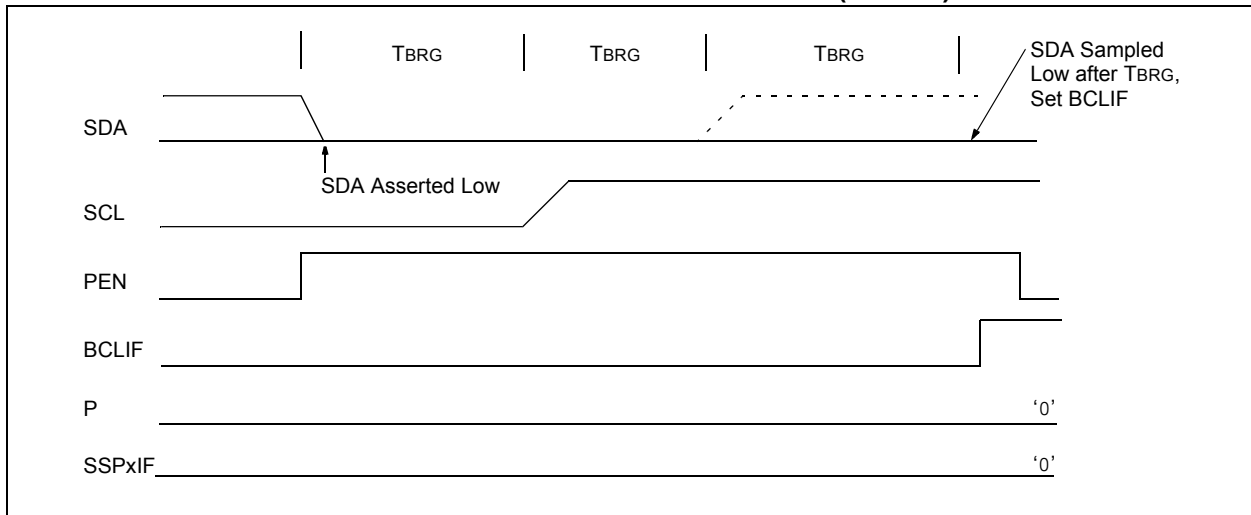 TBRG TBRG TBRG
SDA Sampled
Low after TBRG,
Set BCLIF
SDA
SDA Asserted Low
SCL
PEN
BCLIF
P
‘0’
SSPxIF
‘0’